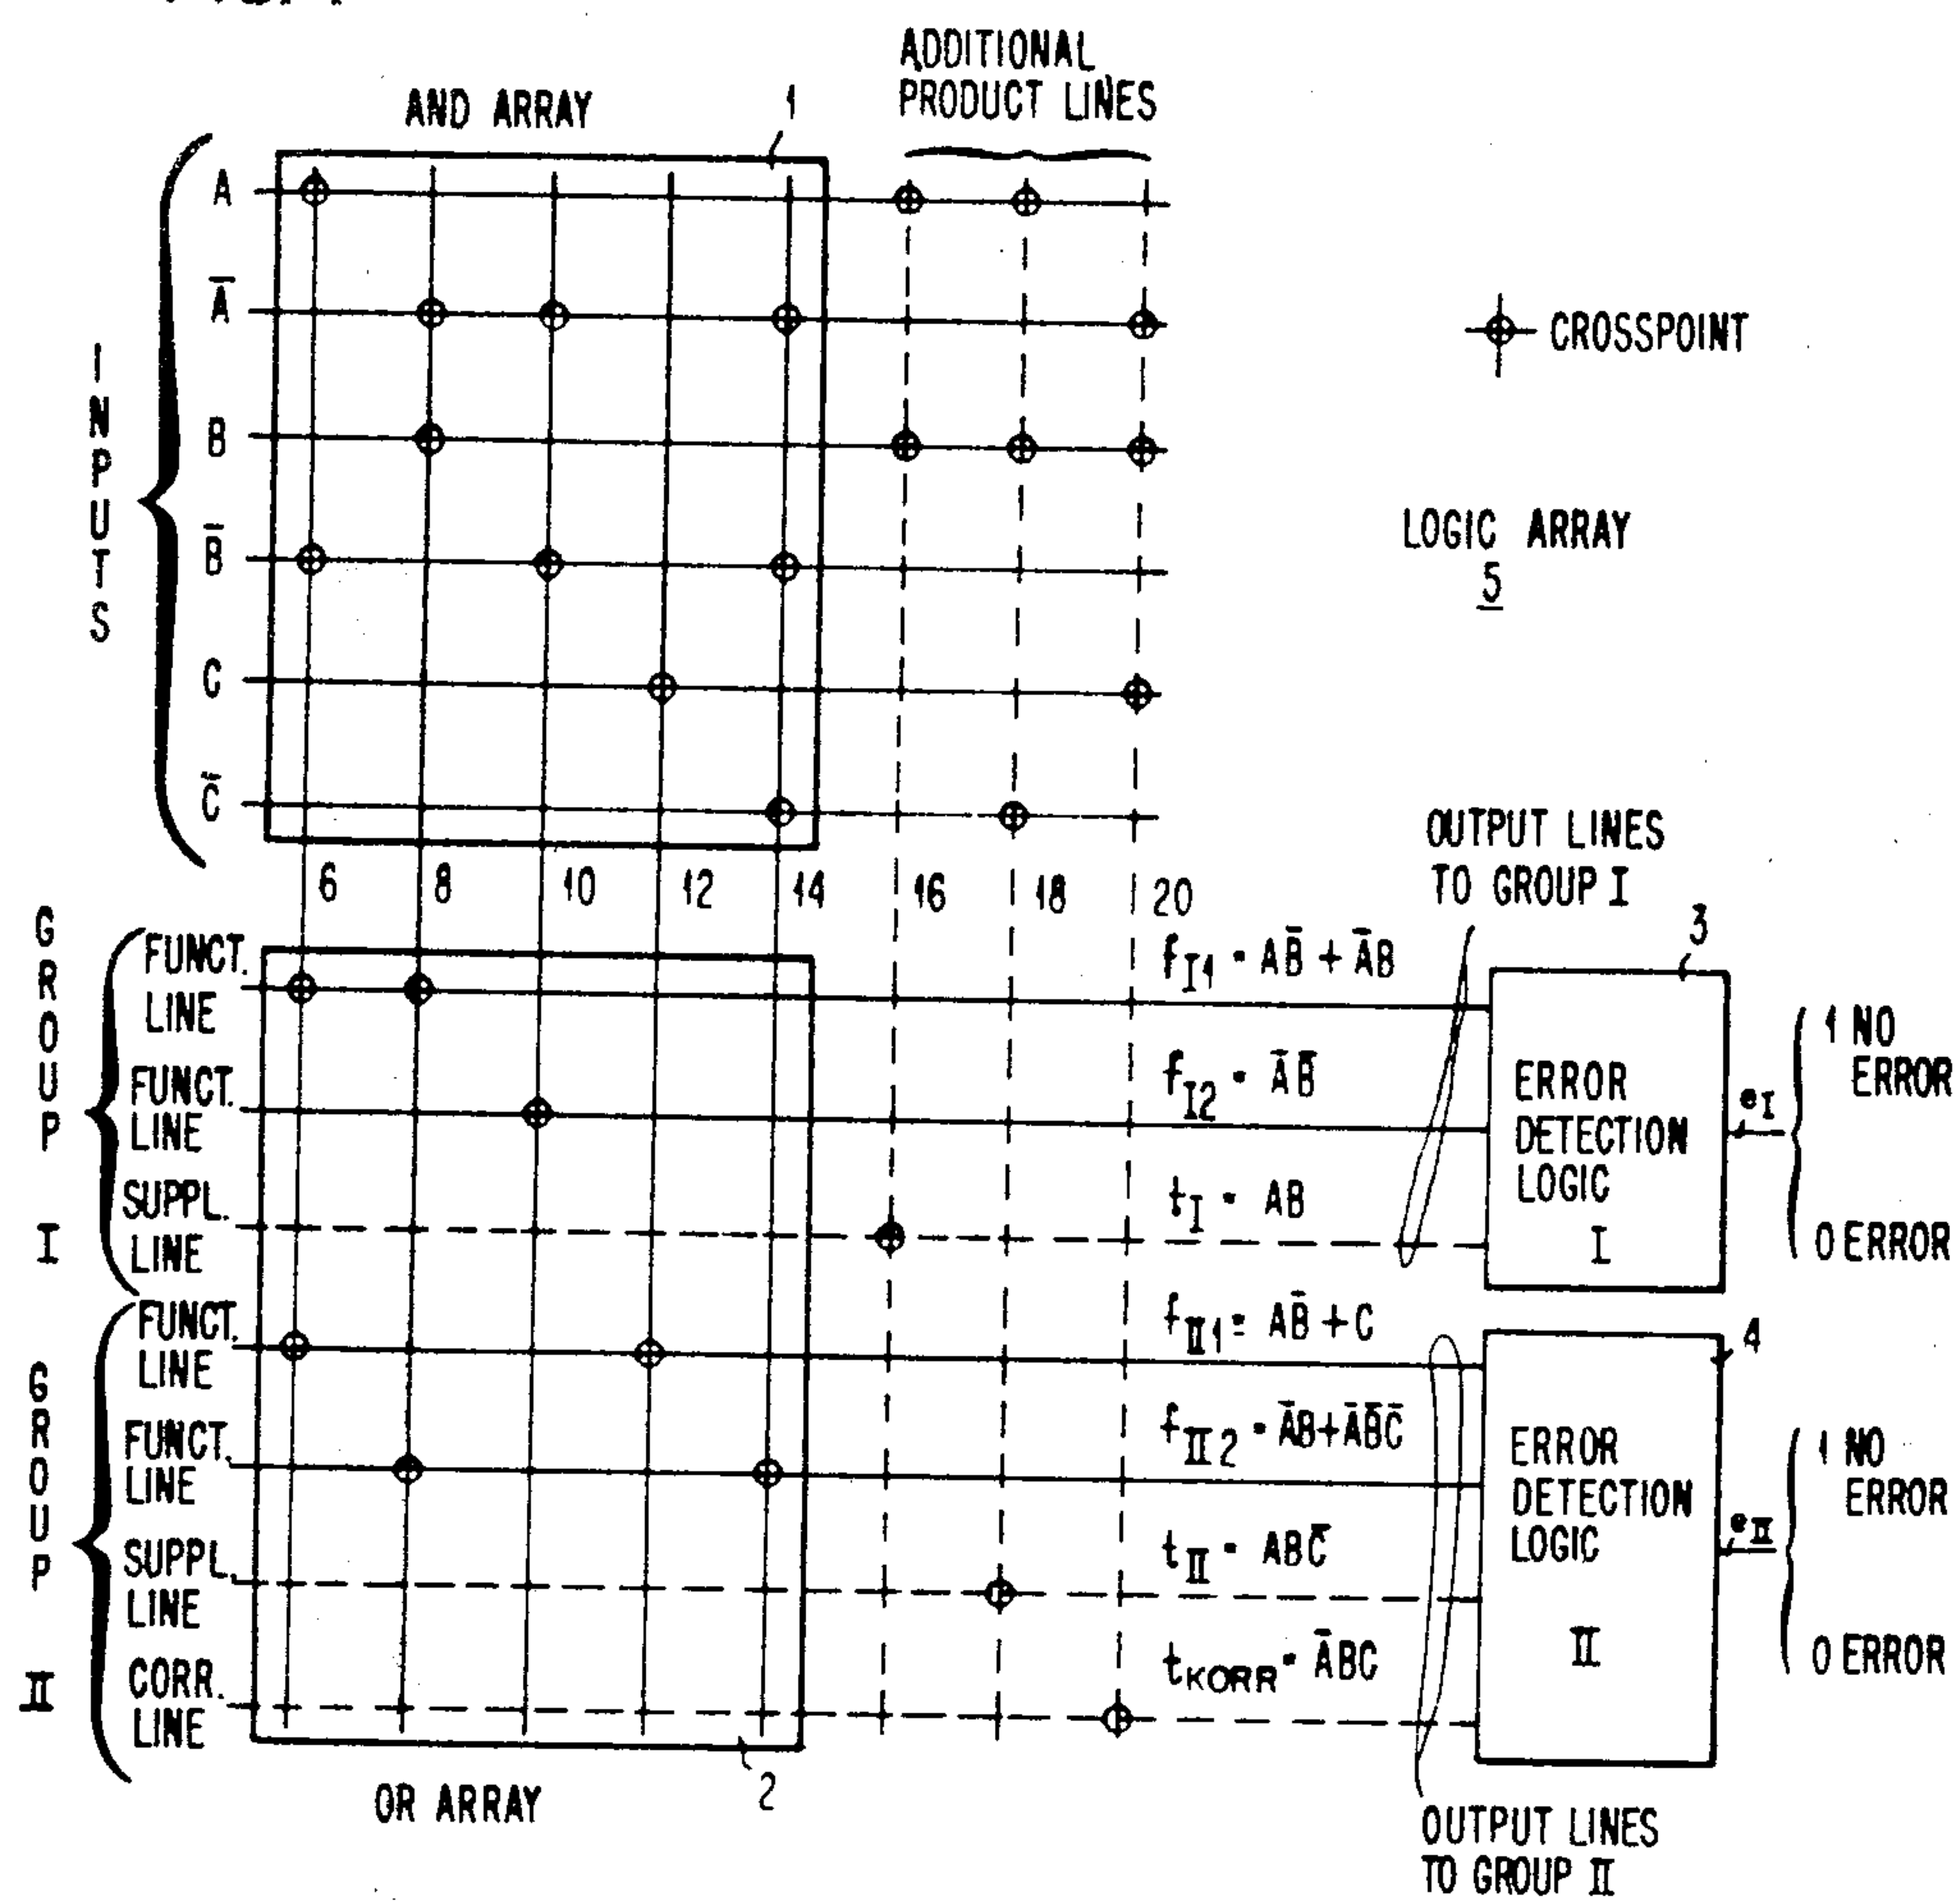 ADDITIONAL
PRODUCT LINES
AND ARRAY
1
INPUTS
A
Ā
B
B̄
C
C̄
CROSSPOINT
LOGIC ARRAY
5
6 8 10 12 14 16 18 20
OUTPUT LINES
TO GROUP I
GROUP I
FUNCT.
LINE
FUNCT.
LINE
SUPPL.
LINE
f_I1 = AB̄ + ĀB
f_I2 = ĀB̄
t_I = AB
3
ERROR
DETECTION
LOGIC
I
e_I
1 NO
ERROR
0 ERROR
GROUP II
FUNCT.
LINE
FUNCT.
LINE
SUPPL.
LINE
CORR.
LINE
f_II1 = AB̄ + C
f_II2 = ĀB+ĀB̄C̄
t_II = ABC̄
t_KORR = ĀBC
4
ERROR
DETECTION
LOGIC
II
e_II
1 NO
ERROR
0 ERROR
OR ARRAY
2
OUTPUT LINES
TO GROUP II